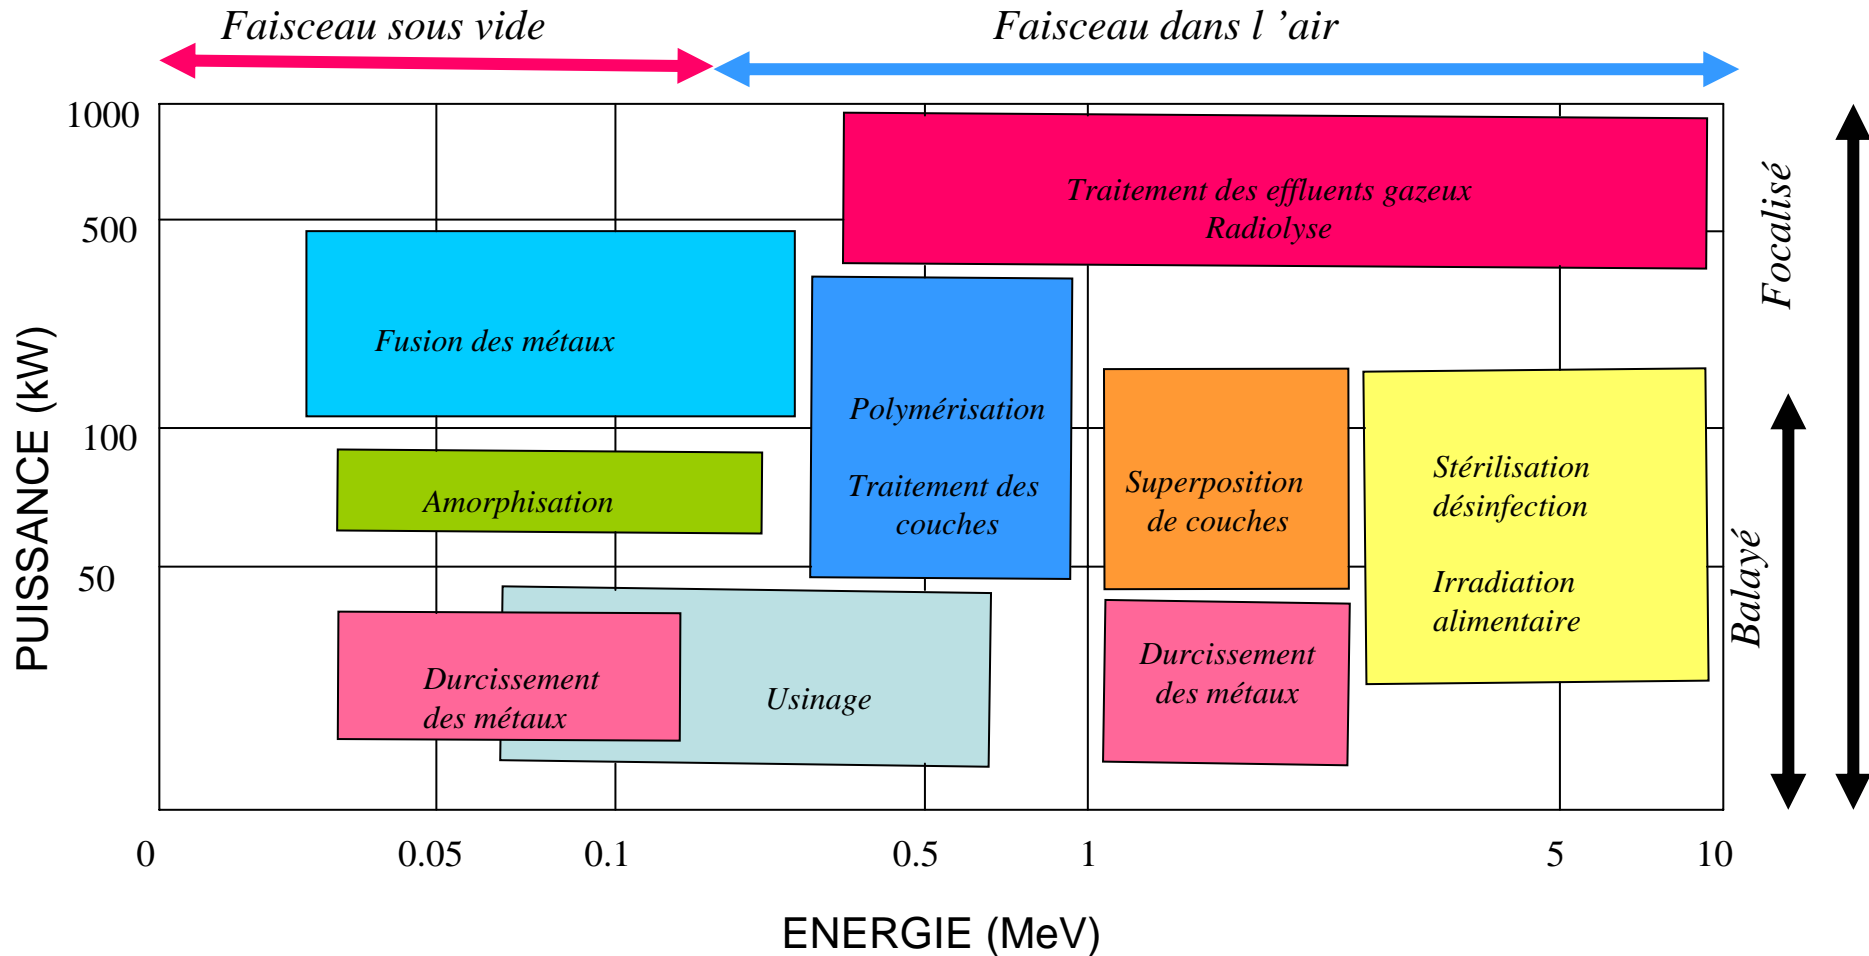 Faisceau sous vide
Faisceau dans l ’air
1000
500
100
50
PUISSANCE (kW)
Traitement des effluents gazeux
Radiolyse
Fusion des métaux
Polymérisation
Traitement des
couches
Amorphisation
Superposition
de couches
Stérilisation
désinfection
Irradiation
alimentaire
Durcissement
des métaux
Usinage
Durcissement
des métaux
Focalisé
Balayé
0
0.05
0.1
0.5
1
5
10
ENERGIE (MeV)